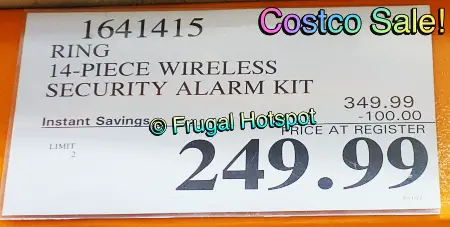 Costco Sale!
1641415
RING
14-PIECE WIRELESS
SECURITY ALARM KIT
349.99
Instant Savings -100.00
© Frugal Hotspot
PRICE AT REGISTER
LIMIT
2
249.99